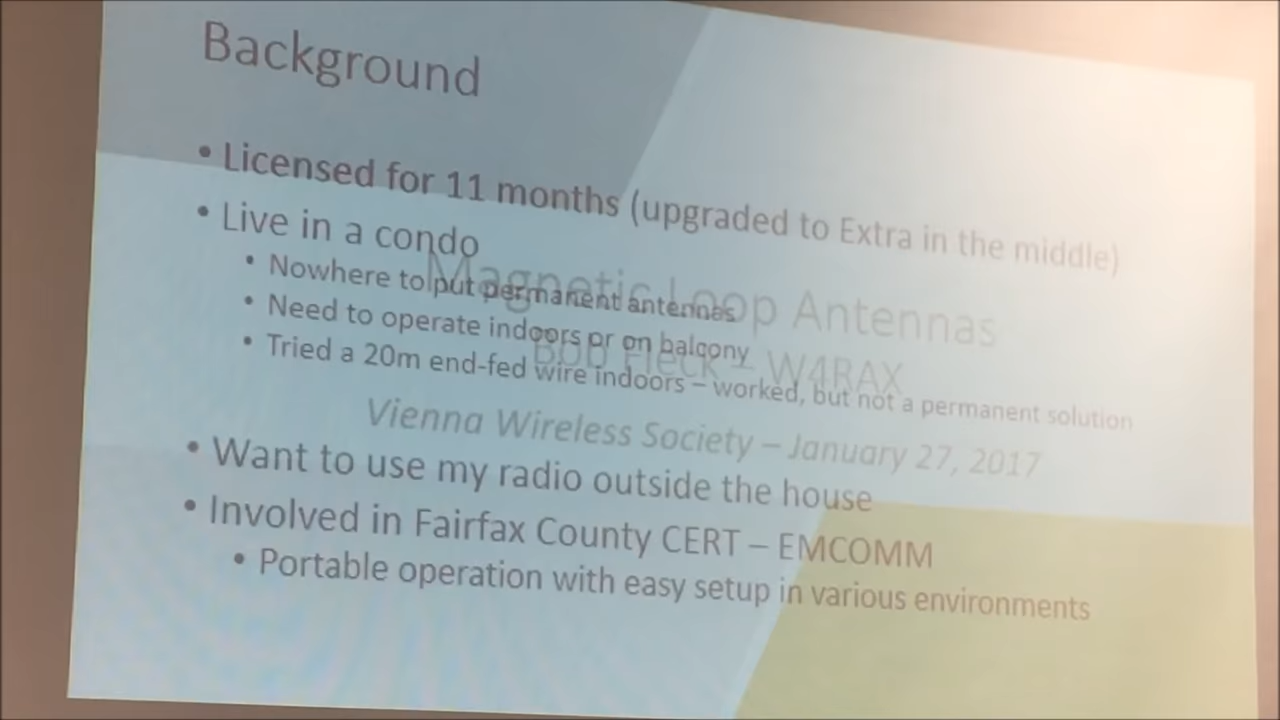 Background
• Licensed for 11 months (upgraded to Extra in the middle)
• Live in a condo
• Nowhere to put permanent antennas
• Need to operate indoors or on balcony
• Tried a 20m end-fed wire indoors – worked, but not a permanent solution
• Want to use my radio outside the house
• Involved in Fairfax County CERT – EMCOMM
• Portable operation with easy setup in various environments
Magnetic Loop Antennas
Bob Fleck – W4RAX
Vienna Wireless Society – January 27, 2017